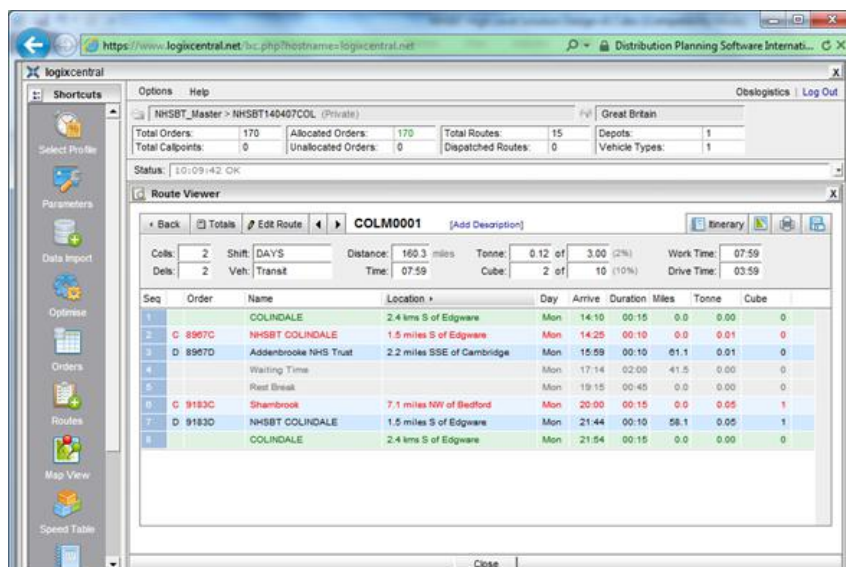 https://www.logixcentral.net/lxc.php?hostname=logixcentral.net Distribution Planning Software Internati...
logixcentral X
Shortcuts Options Help Obslogistics | Log Out
NHSBT_Master > NHSBT140407COL (Private) Great Britain
Total Orders: 170 Allocated Orders: 170 Total Routes: 15 Depots: 1
Total Callpoints: 0 Unallocated Orders: 0 Dispatched Routes: 0 Vehicle Types: 1
Status: 10:09:42 OK
Route Viewer X
Back Totals Edit Route COLM0001 [Add Description] Itinerary
Colls: 2 Shift: DAYS Distance: 160.3 miles Tonne: 0.12 of 3.00 (2%) Work Time: 07:59
Dels: 2 Veh: Transit Time: 07:59 Cube: 2 of 10 (10%) Drive Time: 03:59
Seq Order Name Location Day Arrive Duration Miles Tonne Cube
1 COLINDALE 2.4 kms S of Edgware Mon 14:10 00:15 0.0 0.00 0
2 C 8967C NHSBT COLINDALE 1.5 miles S of Edgware Mon 14:25 00:10 0.0 0.01 0
3 D 8967D Addenbrooke NHS Trust 2.2 miles SSE of Cambridge Mon 15:59 00:10 61.1 0.01 0
4 Waiting Time Mon 17:14 02:00 41.5 0.00 0
5 Rest Break Mon 19:15 00:45 0.0 0.00 0
6 C 9183C Sharnbrook 7.1 miles NW of Bedford Mon 20:00 00:15 0.0 0.05 1
7 D 9183D NHSBT COLINDALE 1.5 miles S of Edgware Mon 21:44 00:10 58.1 0.05 1
8 COLINDALE 2.4 kms S of Edgware Mon 21:54 00:15 0.0 0.00 0
Select Profile
Parameters
Data Import
Optimise
Orders
Routes
Map View
Speed Table
Close